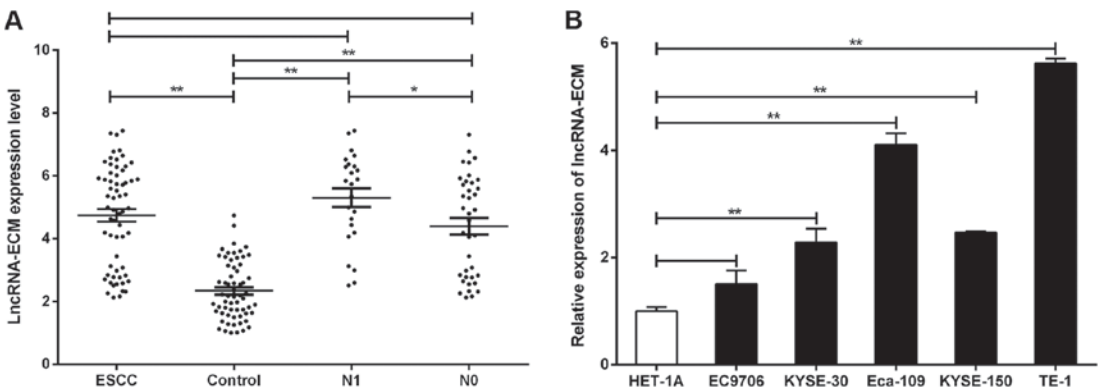 A
LncRNA-ECM expression level
10
8
6
4
2
0
**
**
**
*
ESCC
Control
N1
N0
B
Relative expression of lncRNA-ECM
6
4
2
0
**
**
**
**
HET-1A
EC9706
KYSE-30
Eca-109
KYSE-150
TE-1